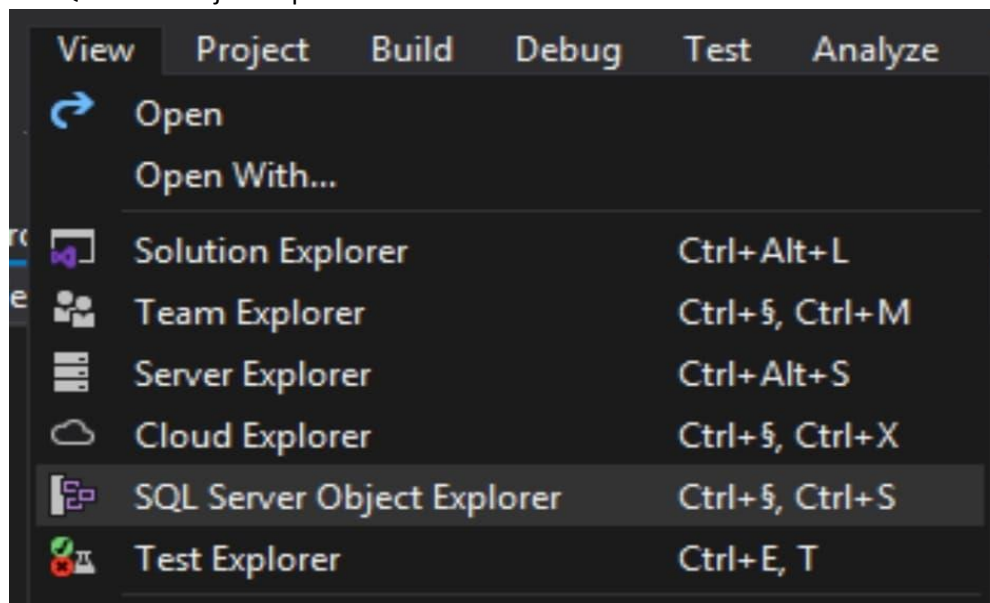 View Project Build Debug Test Analyze
Open
Open With...
Solution Explorer Ctrl+Alt+L
Team Explorer Ctrl+§, Ctrl+M
Server Explorer Ctrl+Alt+S
Cloud Explorer Ctrl+§, Ctrl+X
SQL Server Object Explorer Ctrl+§, Ctrl+S
Test Explorer Ctrl+E, T